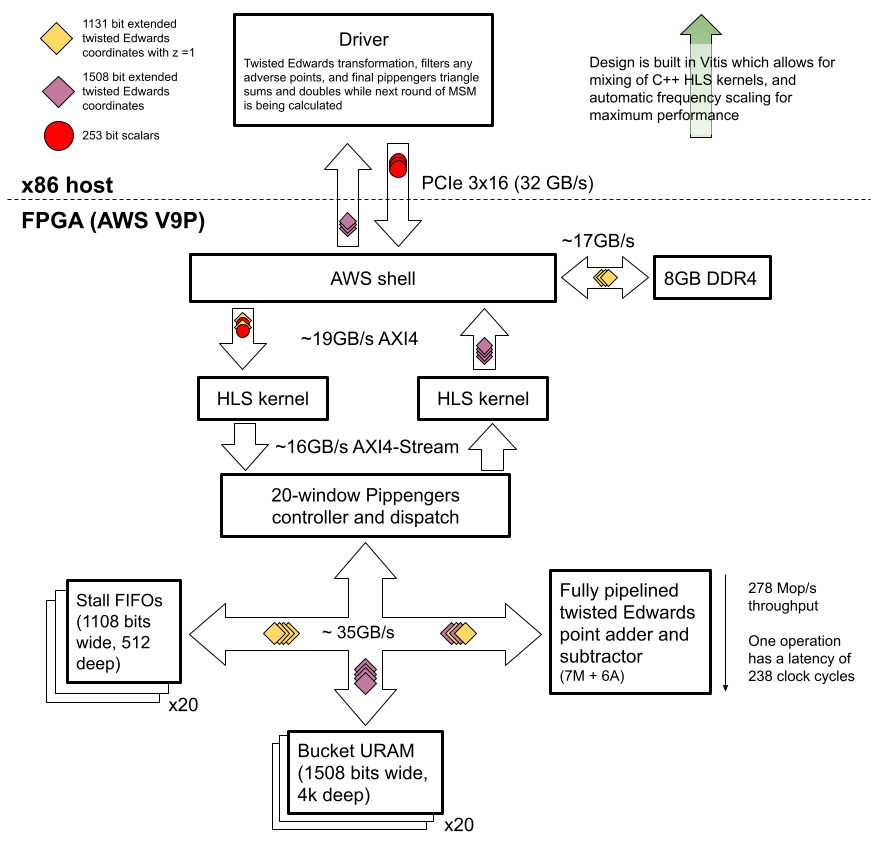 1131 bit extended
twisted Edwards
coordinates with z =1
1508 bit extended
twisted Edwards
coordinates
253 bit scalars
Driver
Twisted Edwards transformation, filters any
adverse points, and final pippengers triangle
sums and doubles while next round of MSM
is being calculated
Design is built in Vitis which allows for
mixing of C++ HLS kernels, and
automatic frequency scaling for
maximum performance
x86 host
PCIe 3x16 (32 GB/s)
FPGA (AWS V9P)
AWS shell
~17GB/s
8GB DDR4
~19GB/s AXI4
HLS kernel
HLS kernel
~16GB/s AXI4-Stream
20-window Pippengers
controller and dispatch
Stall FIFOs
(1108 bits
wide, 512
deep)
x20
~ 35GB/s
Fully pipelined
twisted Edwards
point adder and
subtractor
(7M + 6A)
278 Mop/s
throughput
One operation
has a latency of
238 clock cycles
Bucket URAM
(1508 bits wide,
4k deep)
x20